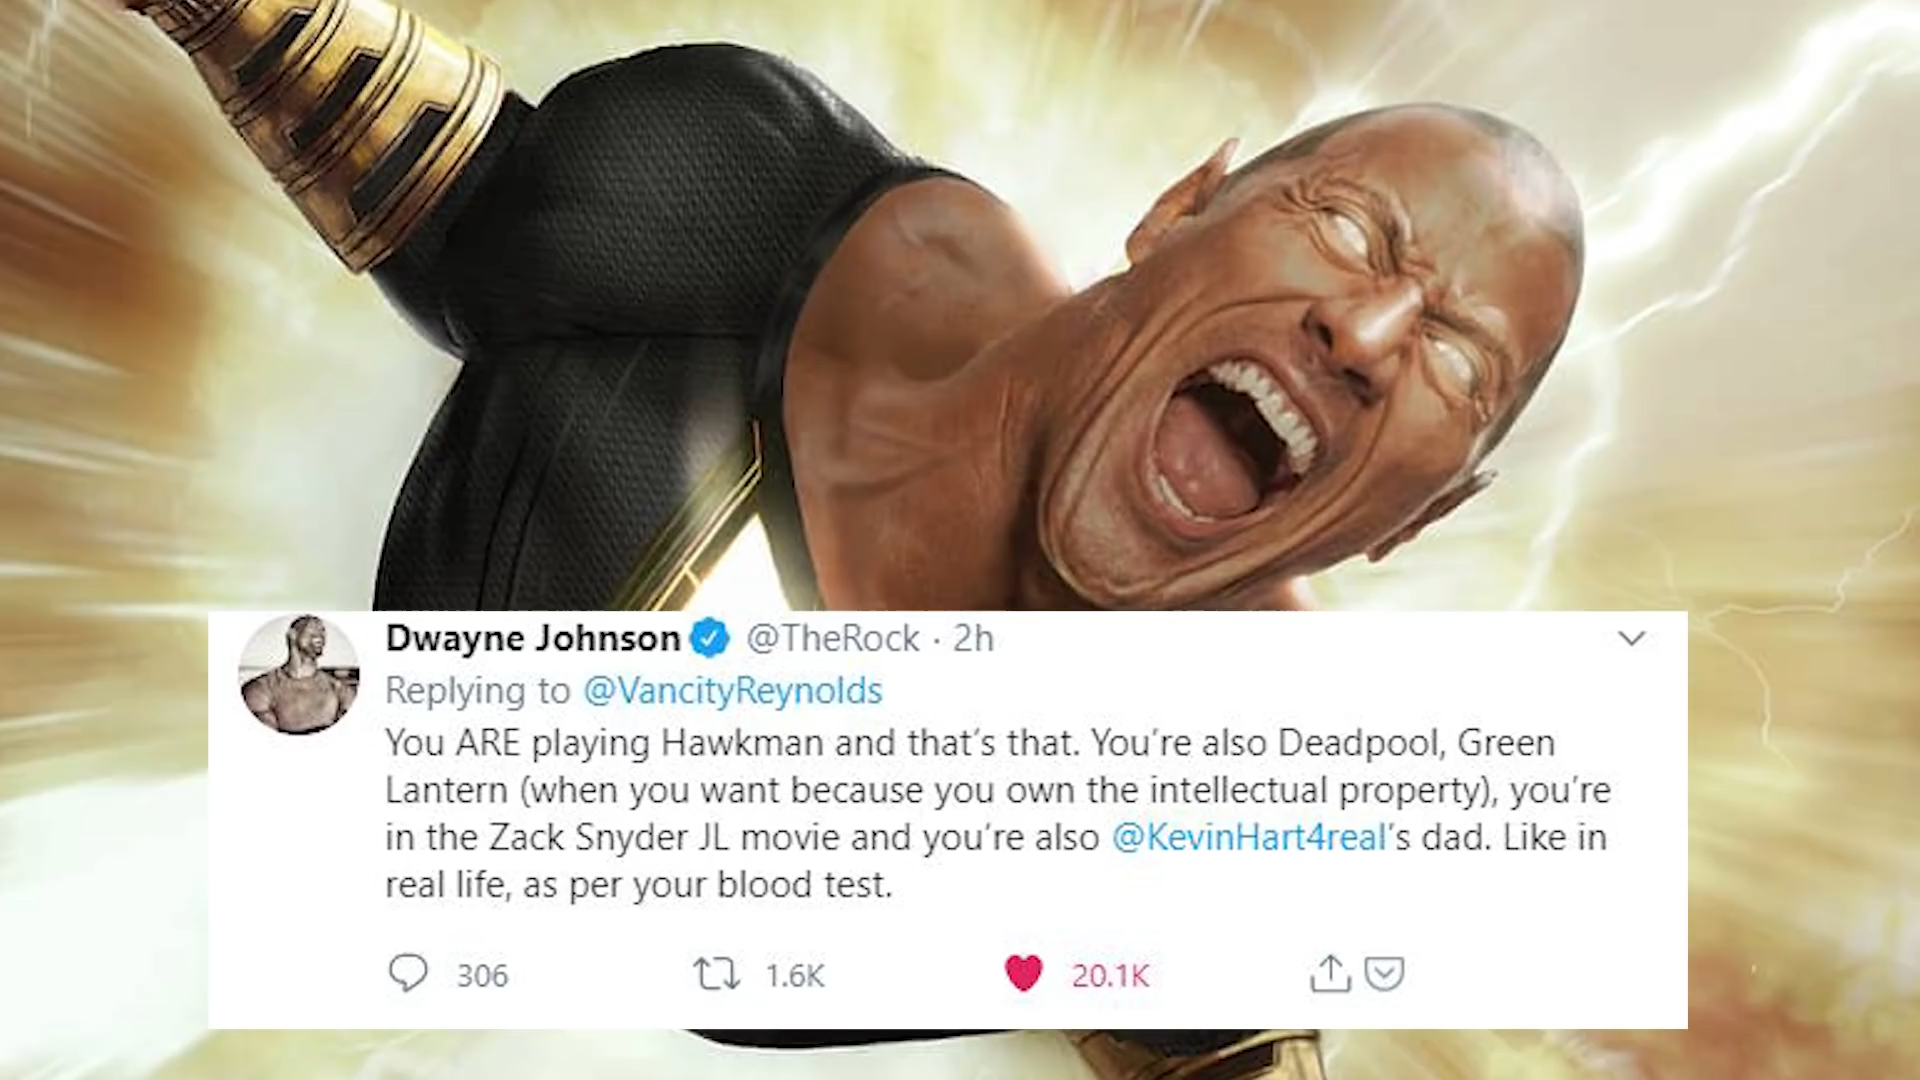 Dwayne Johnson @TheRock · 2h
Replying to @VancityReynolds
You ARE playing Hawkman and that's that. You're also Deadpool, Green
Lantern (when you want because you own the intellectual property), you're
in the Zack Snyder JL movie and you're also @KevinHart4real's dad. Like in
real life, as per your blood test.
306 1.6K 20.1K